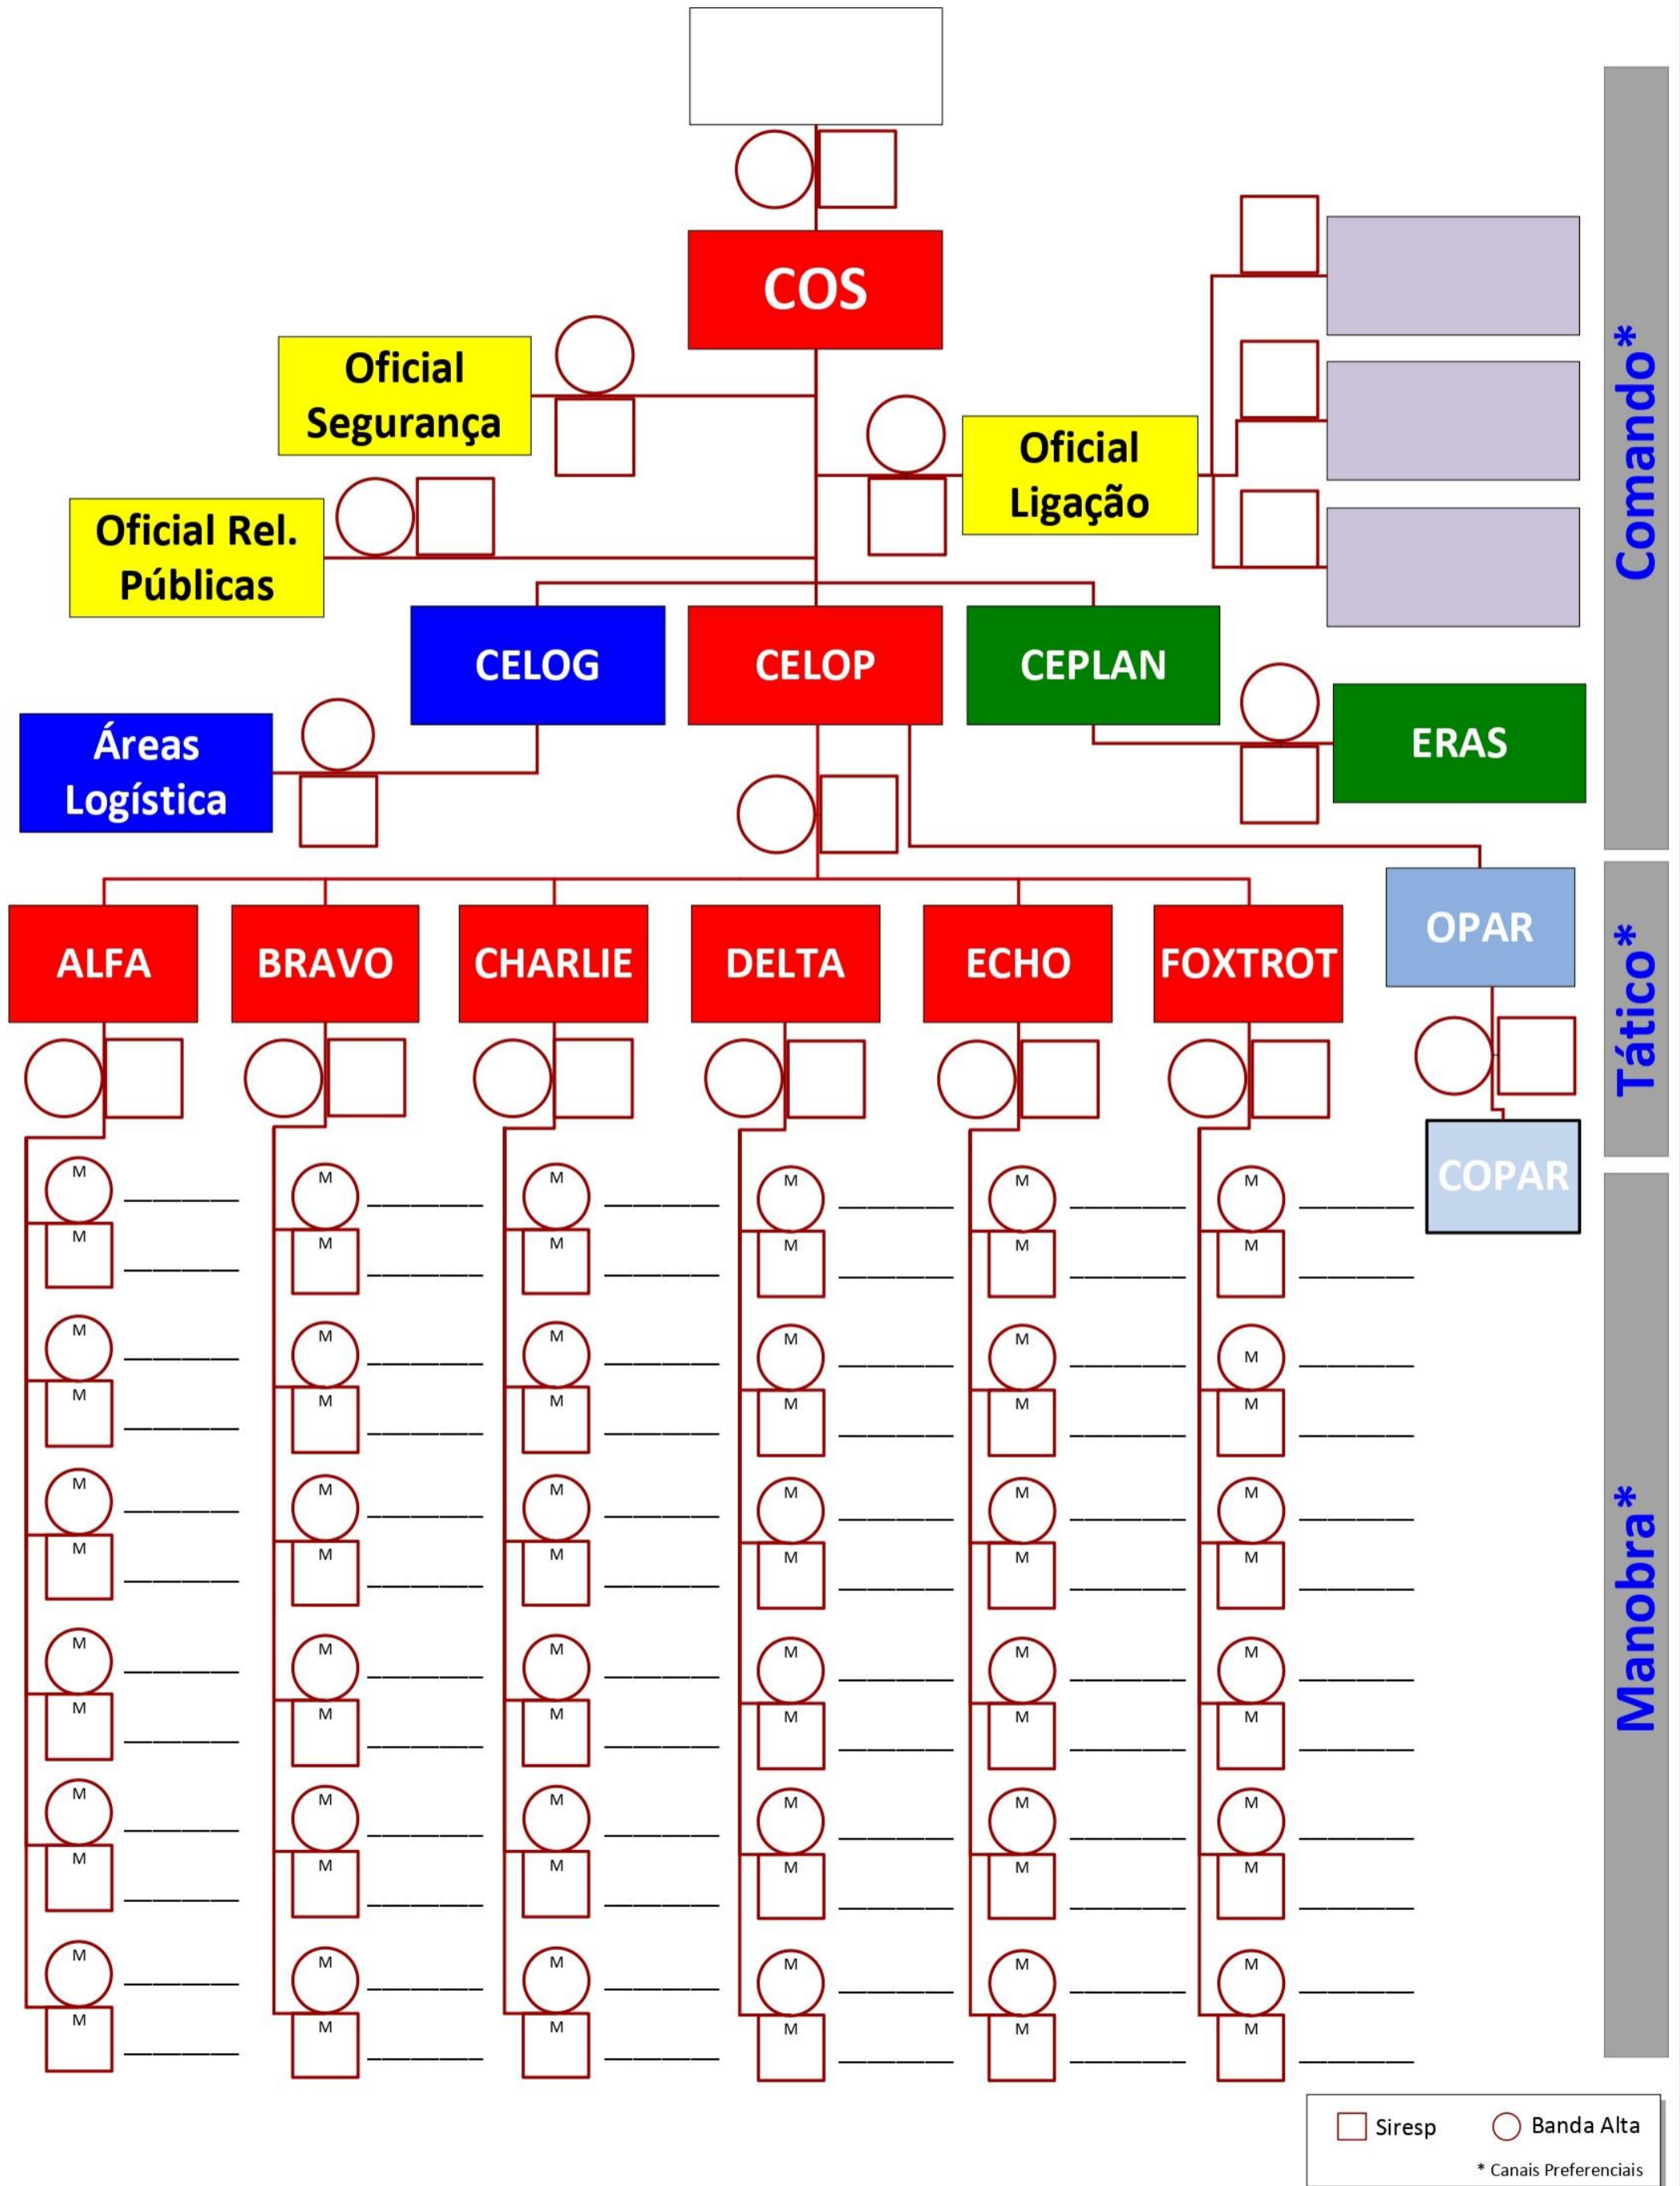 COS
Oficial
Segurança
Oficial
Ligação
Oficial Rel.
Públicas
Comando*
CELOG
CELOP
CEPLAN
Áreas
Logística
ERAS
ALFA
BRAVO
CHARLIE
DELTA
ECHO
FOXTROT
OPAR
Tático*
COPAR
M M M M M M
M M M M M M
M M M M M M
M M M M M M
M M M M M M
M M M M M M
M M M M M M
M M M M M M
M M M M M M
M M M M M M
M M M M M M
M M M M M M
Manobra*
Siresp
Banda Alta
* Canais Preferenciais